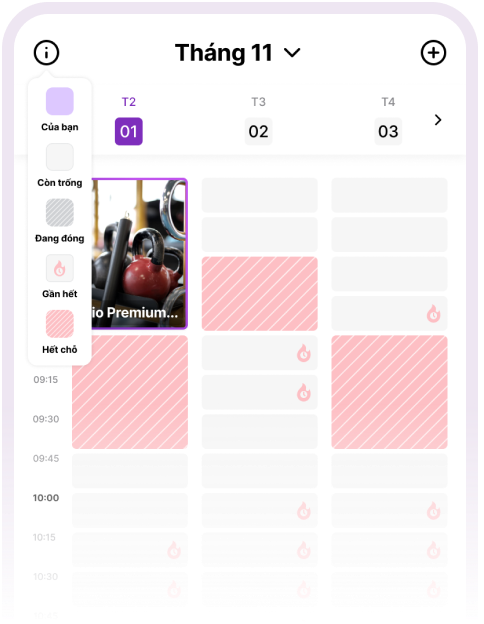 Tháng 11
T2
T3
T4
01
02
03
Của bạn
Còn trống
Đang đóng
Gần hết
Hết chỗ
io Premium...
09:15
09:30
09:45
10:00
10:15
10:30